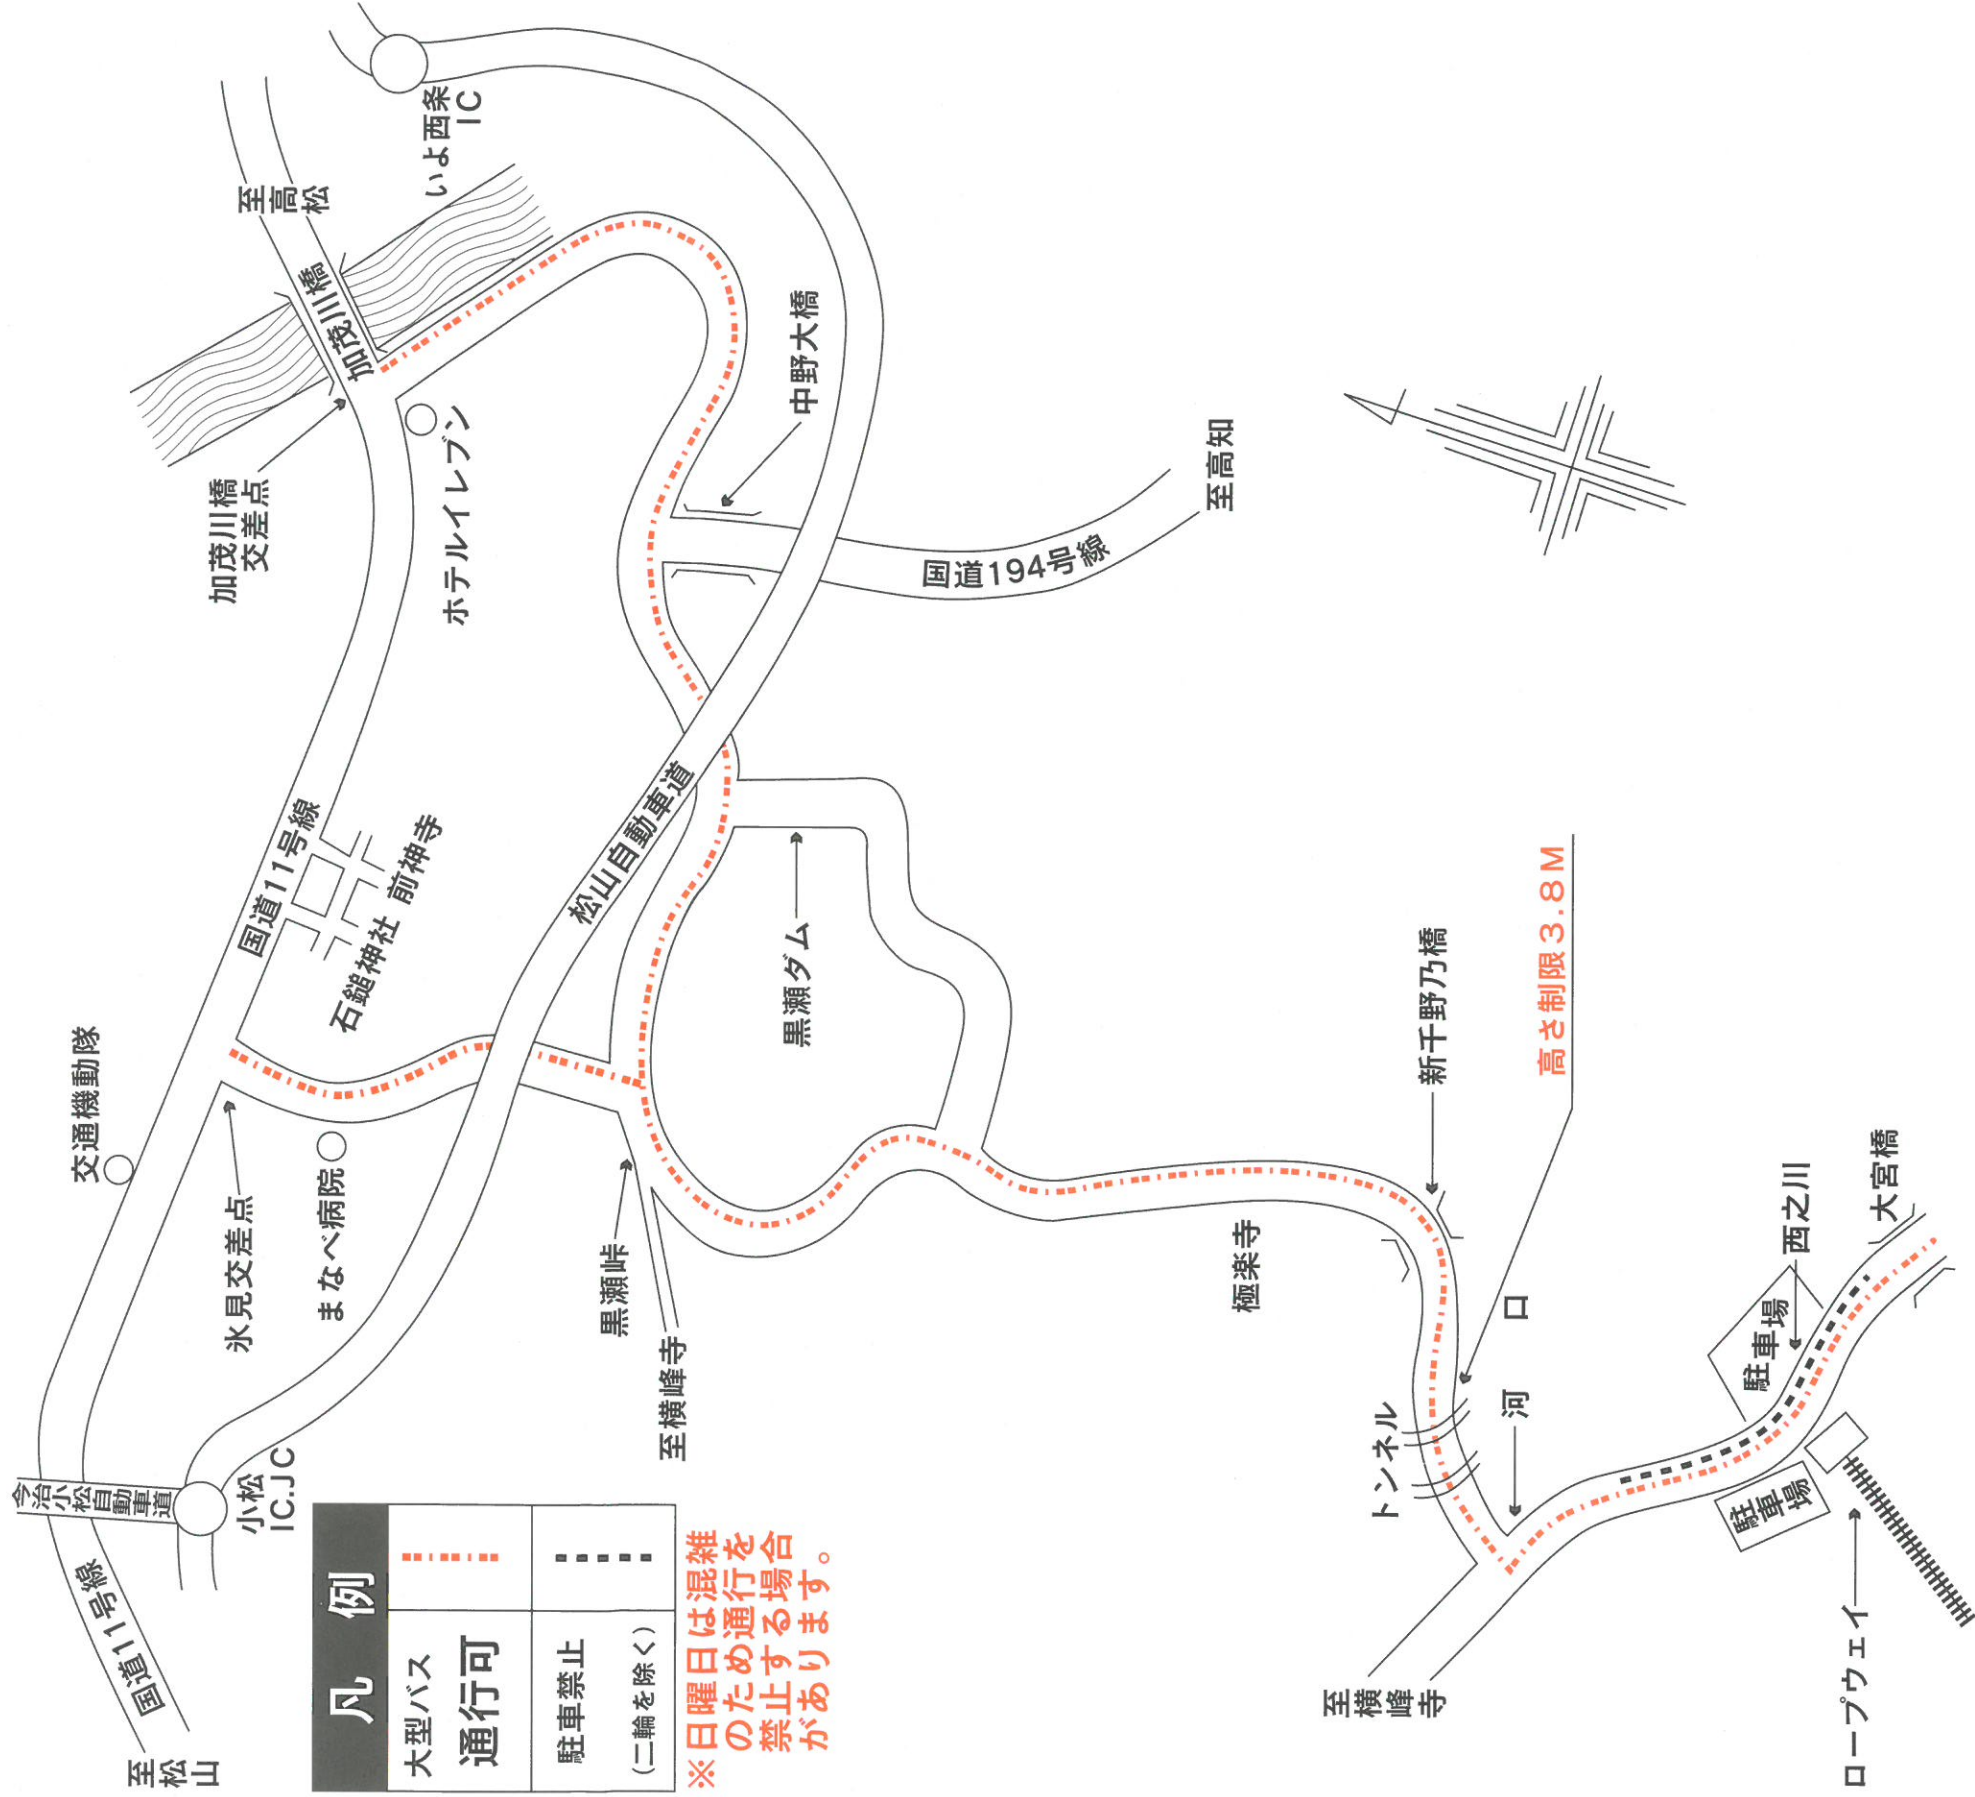 至松山
国道11号線
今治小松自動車道
小松
IC.JC
交通機動隊
氷見交差点
まなべ病院
国道11号線
石鎚神社 前神寺
加茂川橋
交差点
ホテルイレブン
加茂川橋
至高松
いよ西条
IC
中野大橋
国道194号線
至高知
松山自動車道
黒瀬峠
至横峰寺
黒瀬ダム
極楽寺
新千野乃橋
高さ制限3.8M
トンネル
河口
至横峰寺
駐車場
駐車場
西之川
大宮橋
ロープウェイ
凡例
大型バス
通行可
駐車禁止
(二輪を除く)
※日曜日は混雑
のため通行を
禁止する場合
があります。